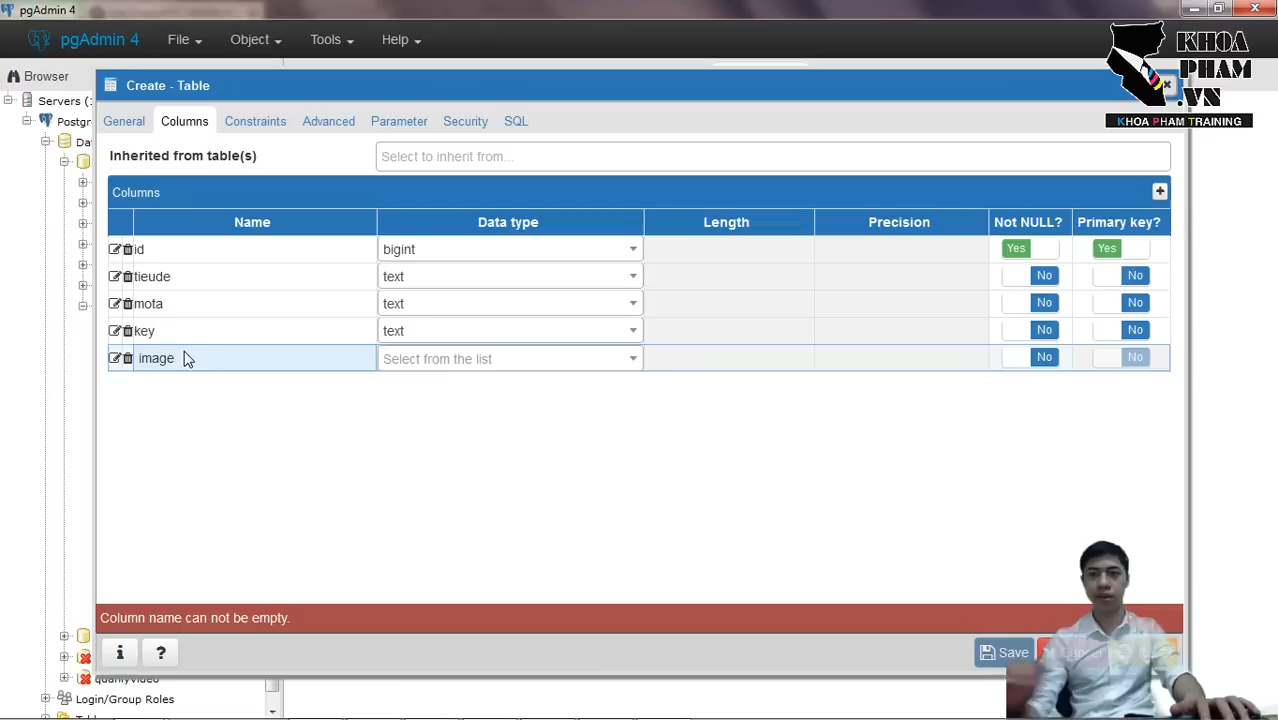 pgAdmin 4
pgAdmin 4 File Object Tools Help
KHOA
PHAM
.VN
KHOA PHAM TRAINING
Browser
Create - Table
Servers (
General Columns Constraints Advanced Parameter Security SQL
Postgr
Da
Inherited from table(s) Select to inherit from...
Columns
Name Data type Length Precision Not NULL? Primary key?
id bigint Yes Yes
tieude text No No
mota text No No
key text No No
image Select from the list No No
Column name can not be empty.
i ? Save Cancel
quanlyvideo
Login/Group Roles